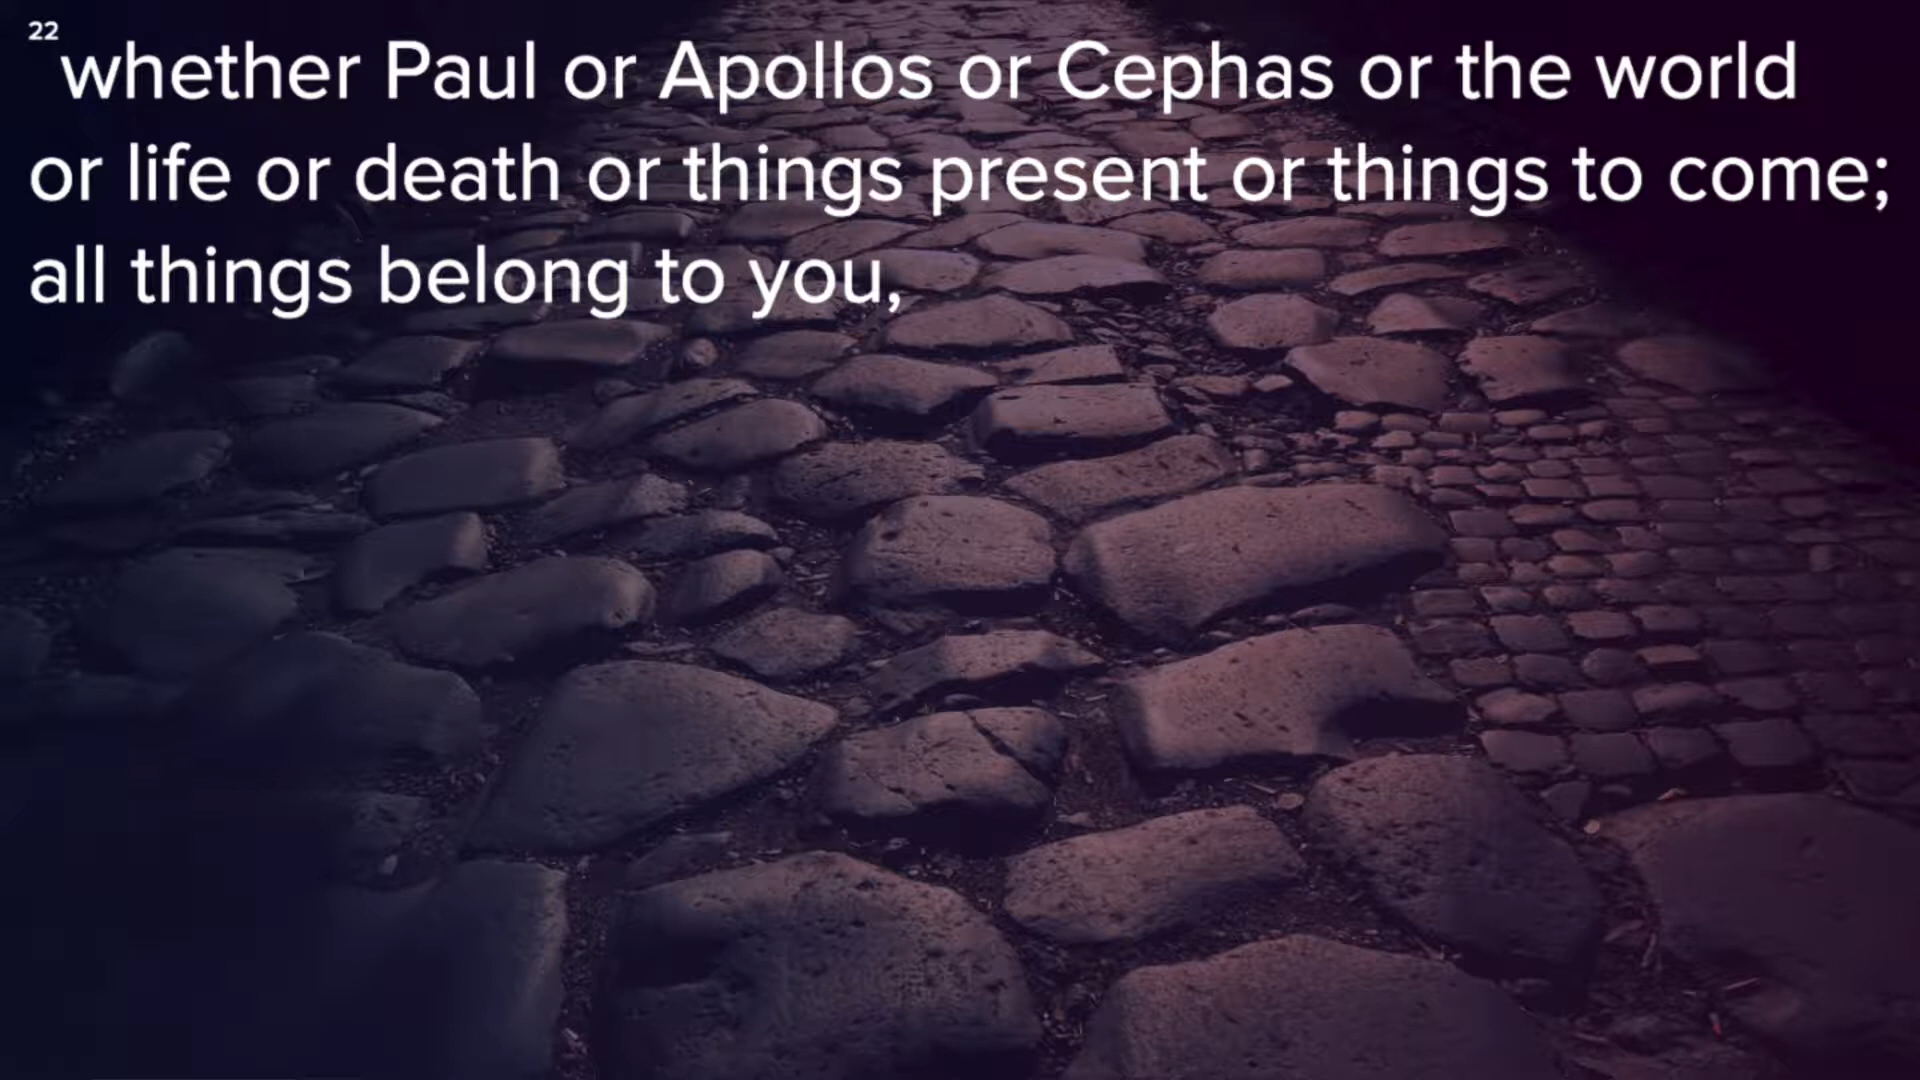 22
whether Paul or Apollos or Cephas or the world
or life or death or things present or things to come;
all things belong to you,